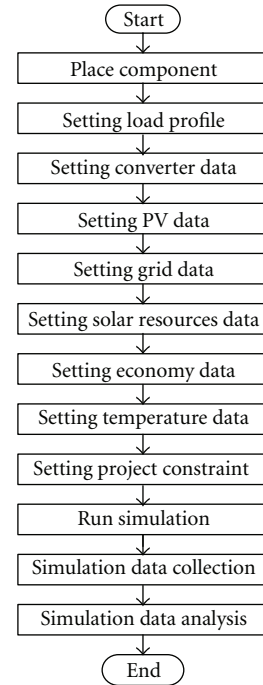 Start
Place component
Setting load profile
Setting converter data
Setting PV data
Setting grid data
Setting solar resources data
Setting economy data
Setting temperature data
Setting project constraint
Run simulation
Simulation data collection
Simulation data analysis
End